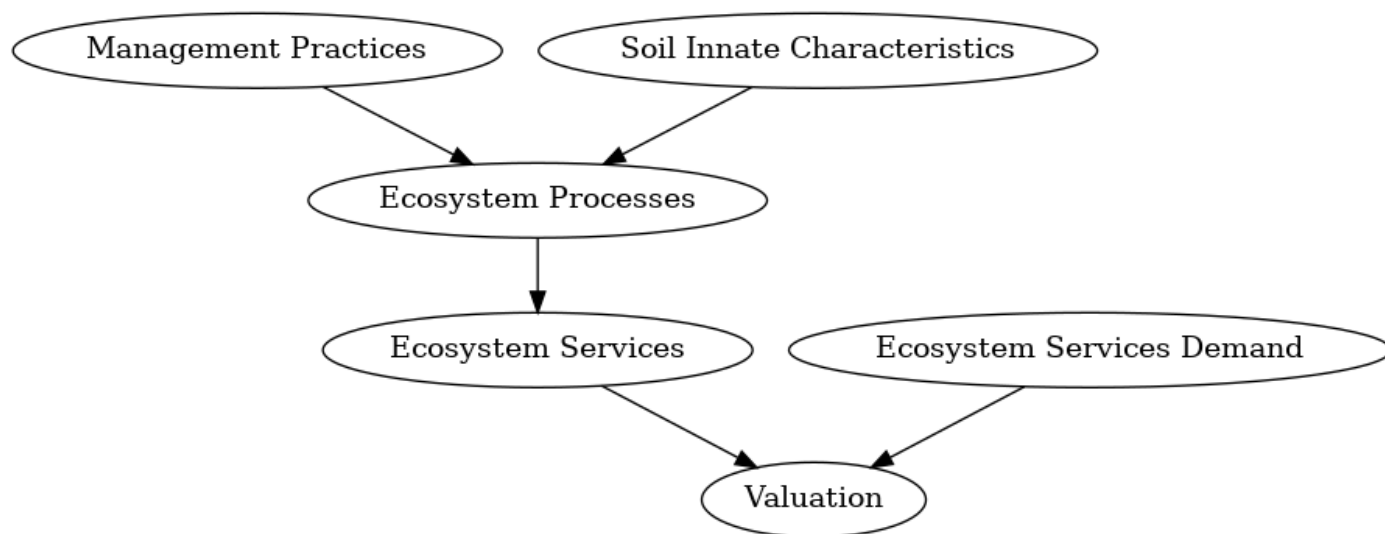 Management Practices
Soil Innate Characteristics
Ecosystem Processes
Ecosystem Services
Ecosystem Services Demand
Valuation